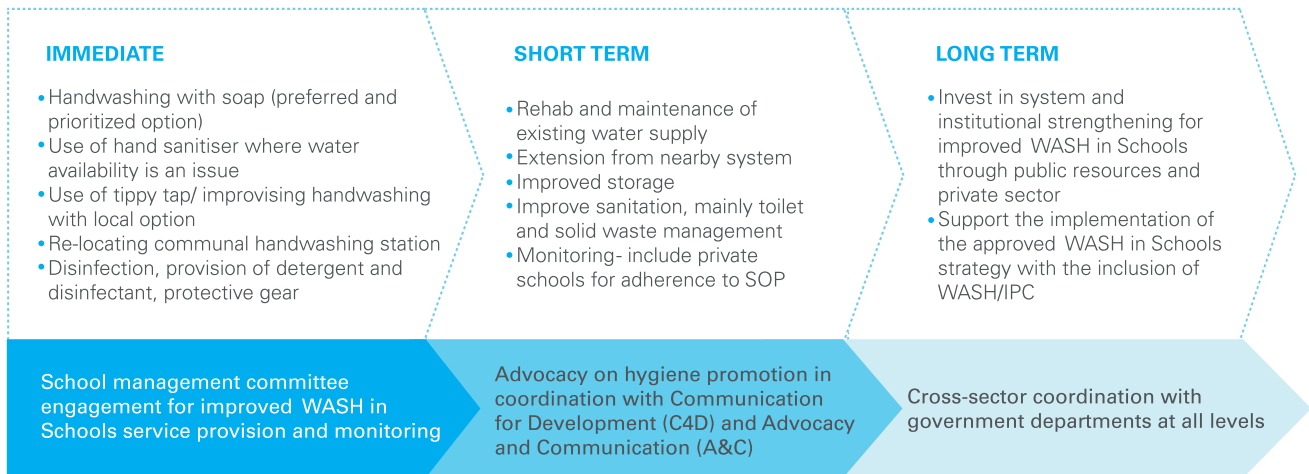 IMMEDIATE
• Handwashing with soap (preferred and
prioritized option)
• Use of hand sanitiser where water
availability is an issue
• Use of tippy tap/ improvising handwashing
with local option
• Re-locating communal handwashing station
• Disinfection, provision of detergent and
disinfectant, protective gear
School management committee
engagement for improved WASH in
Schools service provision and monitoring
SHORT TERM
• Rehab and maintenance of
existing water supply
• Extension from nearby system
• Improved storage
• Improve sanitation, mainly toilet
and solid waste management
• Monitoring- include private
schools for adherence to SOP
Advocacy on hygiene promotion in
coordination with Communication
for Development (C4D) and Advocacy
and Communication (A&C)
LONG TERM
• Invest in system and
institutional strengthening for
improved WASH in Schools
through public resources and
private sector
• Support the implementation of
the approved WASH in Schools
strategy with the inclusion of
WASH/IPC
Cross-sector coordination with
government departments at all levels